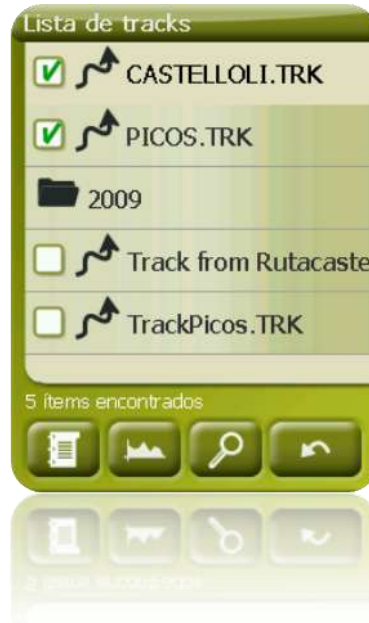 Lista de tracks
CASTELLOLI.TRK
PICOS.TRK
2009
Track from Rutacaste
TrackPicos.TRK
5 ítems encontrados